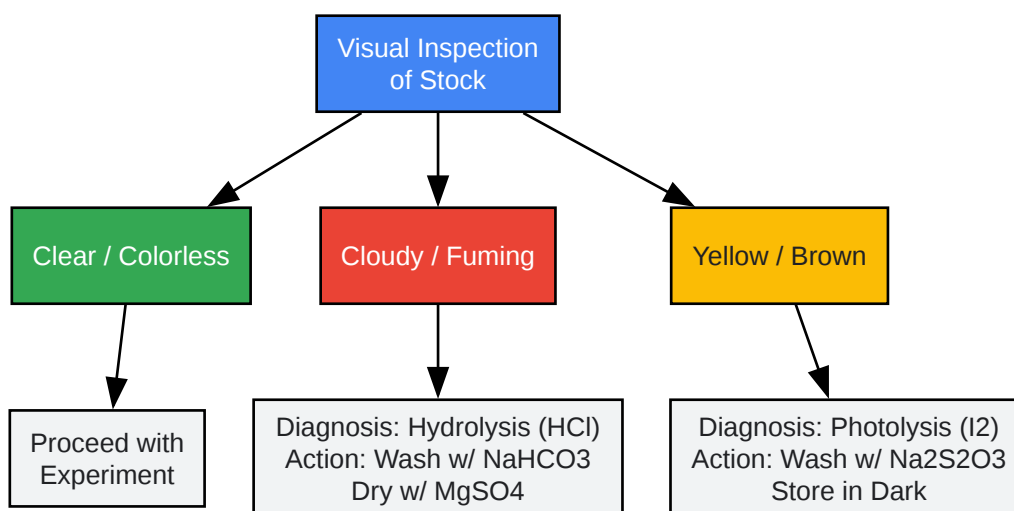 Visual Inspection
of Stock
Clear / Colorless
Cloudy / Fuming
Yellow / Brown
Proceed with
Experiment
Diagnosis: Hydrolysis (HCl)
Action: Wash w/ NaHCO3
Dry w/ MgSO4
Diagnosis: Photolysis (I2)
Action: Wash w/ Na2S2O3
Store in Dark